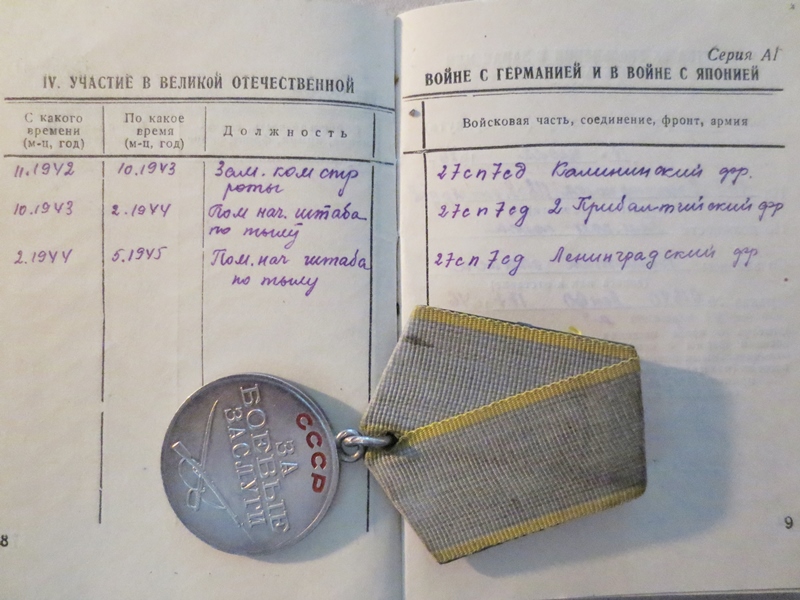 Серия АІ
IV. УЧАСТИЕ В ВЕЛИКОЙ ОТЕЧЕСТВЕННОЙ
ВОЙНЕ С ГЕРМАНИЕЙ И В ВОЙНЕ С ЯПОНИЕЙ
С какого времени (м-ц, год)
По какое время (м-ц, год)
Должность
Войсковая часть, соединение, фронт, армия
11.1942 10.1943 Зам. ком стр
роты
27сп 7сд Калининский фр.
10.1943 2.1944 Пом нач. штаба
по тылу
27сп 7сд 2 Прибал-тийский фр
2.1944 5.1945 Пом. нач штаба
по тылу
27сп 7сд Ленинградский фр
СССР
ЗА
БОЕВЫЕ
ЗАСЛУГИ
8
9